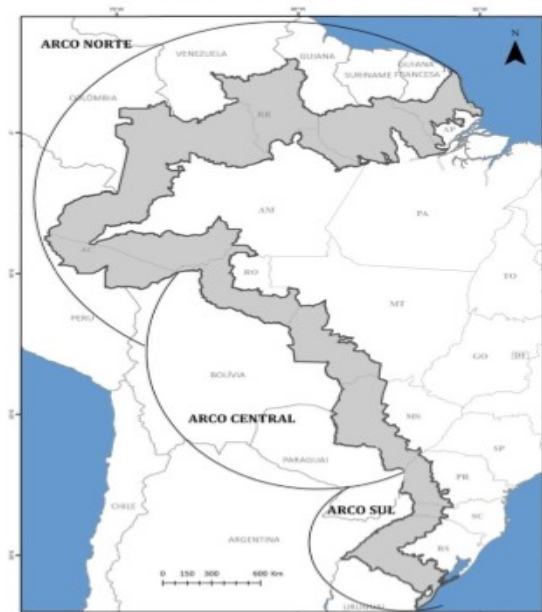 ARCO NORTE
VENEZUELA
GUIANA
SURINAME
GUIANA
FRANCESA
COLÔMBIA
RR
AP
AM
PA
AC
RO
TO
PERU
MT
GO
DF
BOLÍVIA
ARCO CENTRAL
MS
SP
PARAGUAI
PR
ARCO SUL
SC
CHILE
ARGENTINA
RS
0 150 300 600 Km
URUGUAI